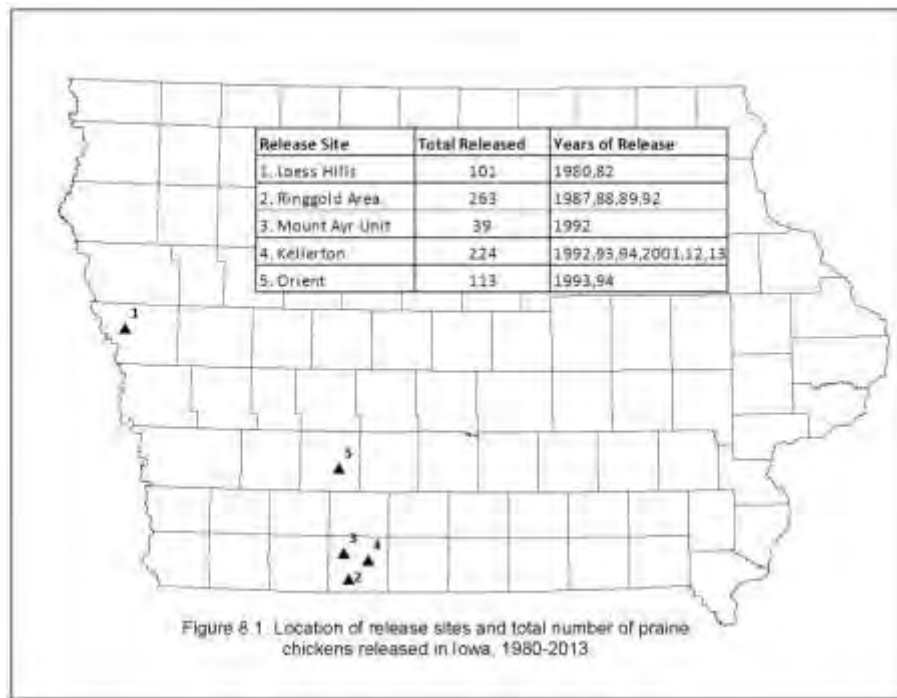 Release Site Total Released Years of Release
1. Loess Hills 101 1980,82
2. Ringgold Area 263 1987,88,89,92
3. Mount Ayr Unit 39 1992
4. Kellerton 224 1992,93,94,2001,12,13
5. Orient 113 1993,94
1
5
3
4
2
Figure 8.1. Location of release sites and total number of prairie
chickens released in Iowa, 1980-2013